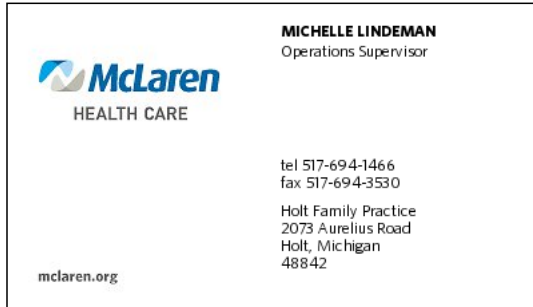 MICHELLE LINDEMAN
Operations Supervisor
McLaren
HEALTH CARE
tel 517-694-1466
fax 517-694-3530
Holt Family Practice
2073 Aurelius Road
Holt, Michigan
48842
mclaren.org